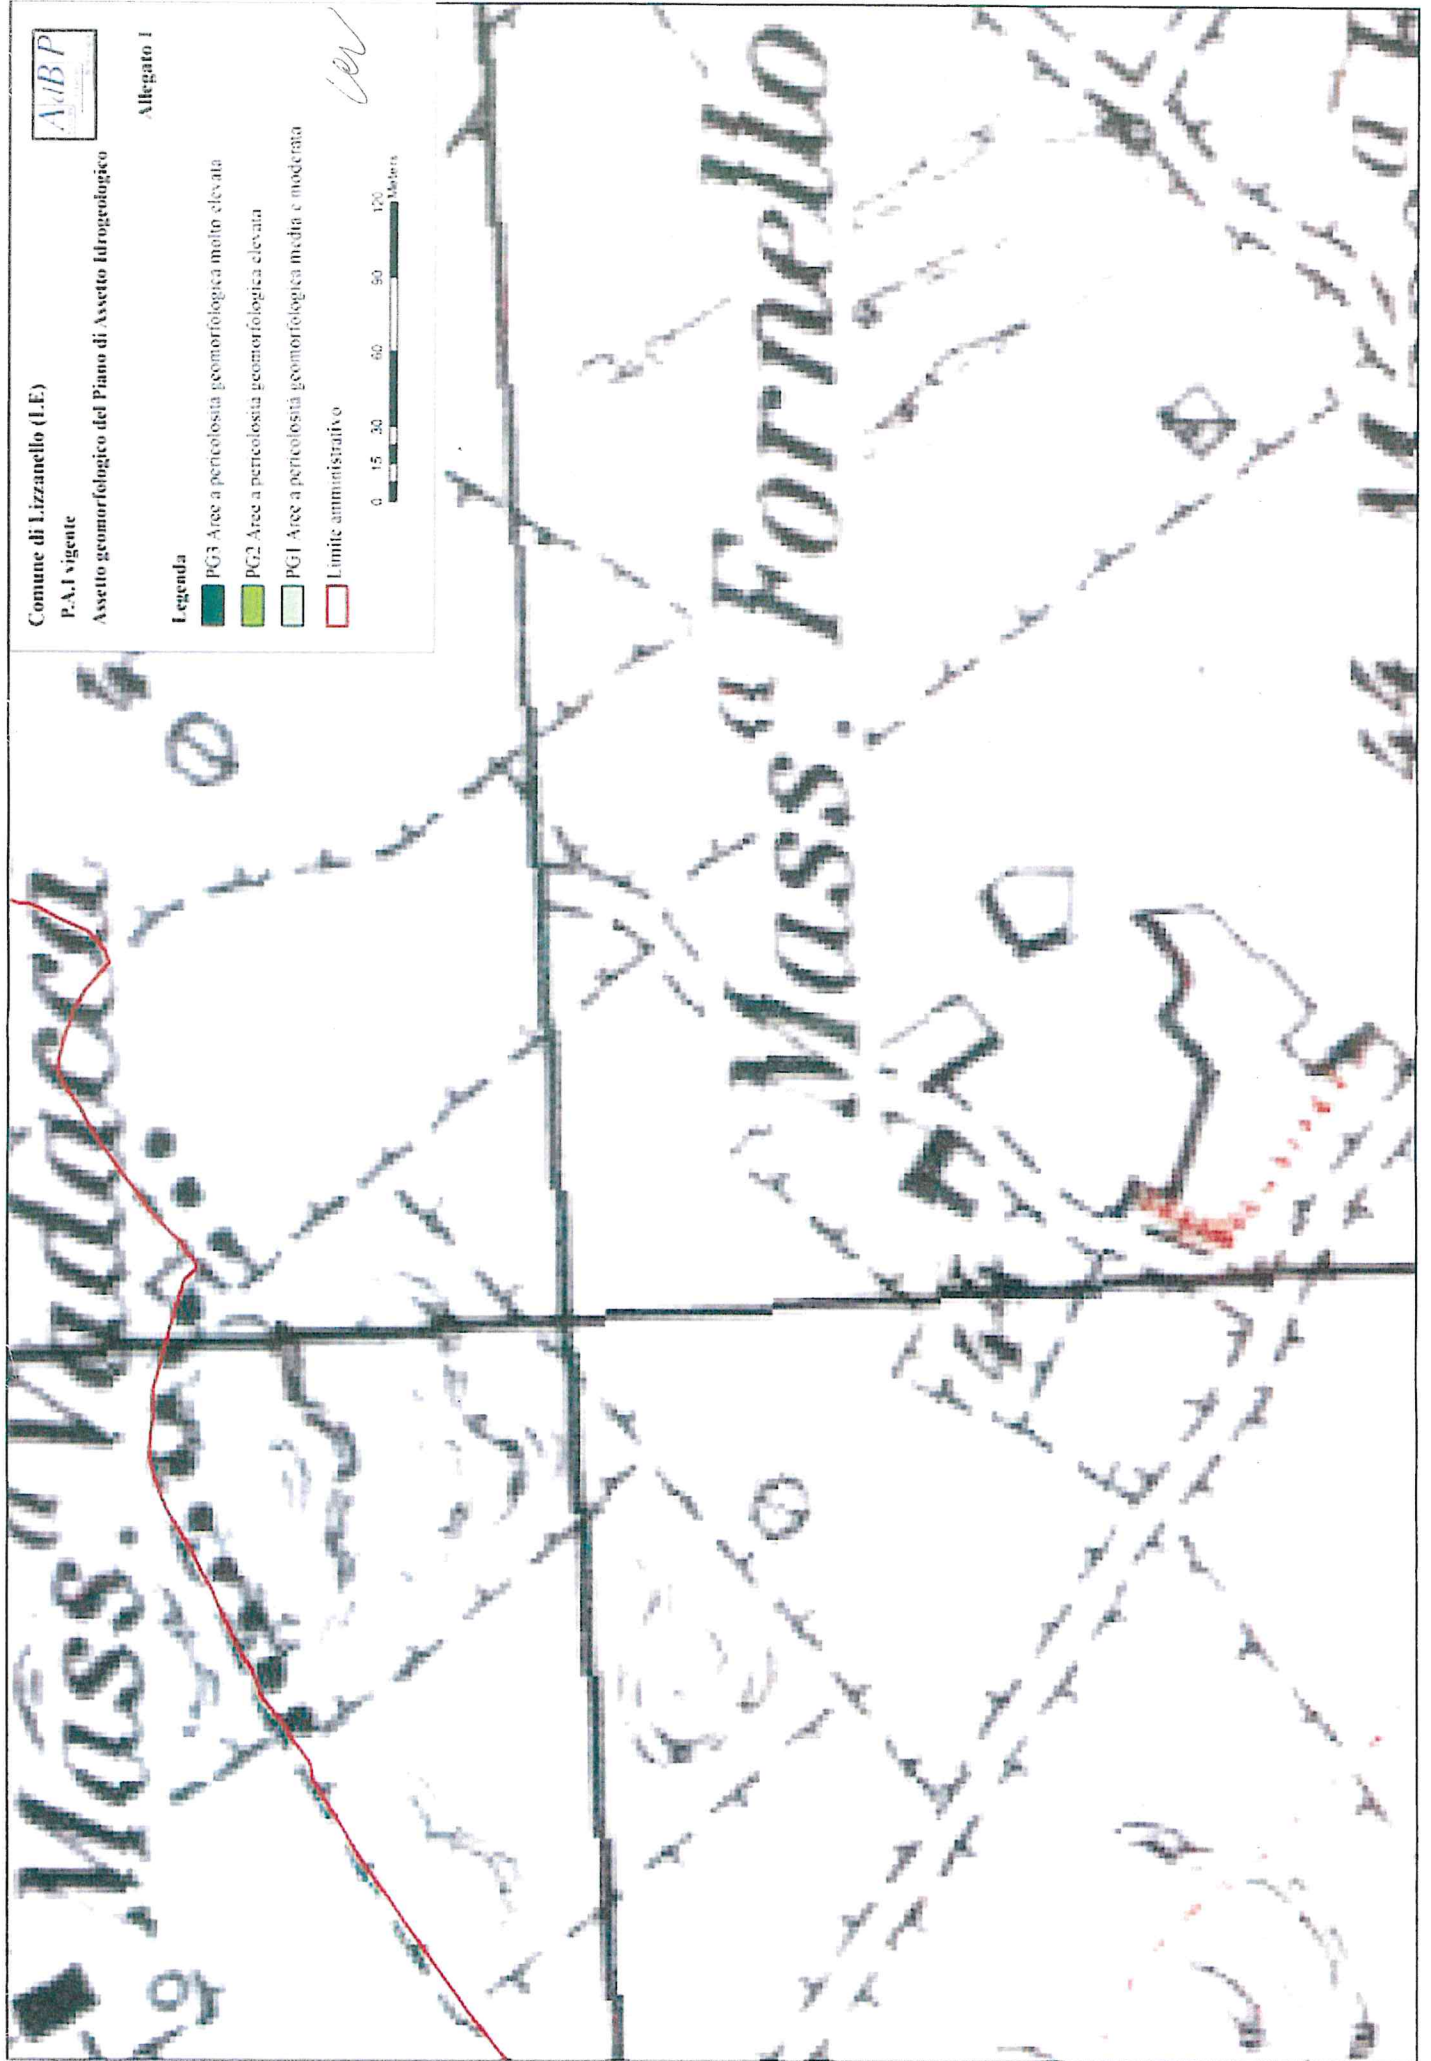 Comune di Lizzanello (LE)
P.A.I vigente
Assetto geomorfologico del Piano di Assetto Idrogeologico
AdBP
Allegato 1
Legenda
PG3 Aree a pericolosità geomorfologica molto elevata
PG2 Aree a pericolosità geomorfologica elevata
PG1 Aree a pericolosità geomorfologica media e moderata
Limite amministrativo
0 15 30 60 90 120
Meters
Mass.a Vadacca
Mass.a Fornello